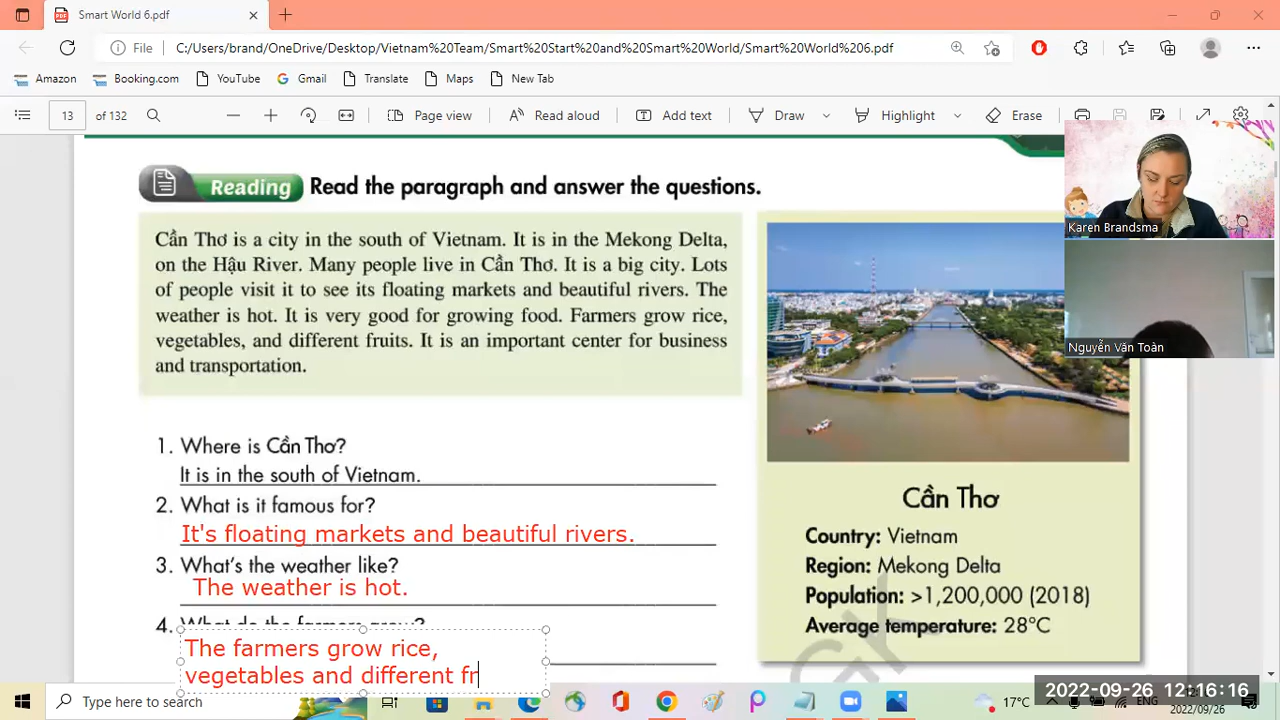 Smart World 6.pdf
File C:/Users/brand/OneDrive/Desktop/Vietnam%20Team/Smart%20Start%20and%20Smart%20World/Smart%20World%206.pdf
Amazon Booking.com YouTube Gmail Translate Maps New Tab
13 of 132 Page view Read aloud Add text Draw Highlight Erase
Reading Read the paragraph and answer the questions.
Cần Thơ is a city in the south of Vietnam. It is in the Mekong Delta,
on the Hậu River. Many people live in Cần Thơ. It is a big city. Lots
of people visit it to see its floating markets and beautiful rivers. The
weather is hot. It is very good for growing food. Farmers grow rice,
vegetables, and different fruits. It is an important center for business
and transportation.
1. Where is Cần Thơ?
It is in the south of Vietnam.
2. What is it famous for?
It's floating markets and beautiful rivers.
3. What's the weather like?
The weather is hot.
4. What do the farmers grow?
The farmers grow rice,
vegetables and different fr
Cần Thơ
Country: Vietnam
Region: Mekong Delta
Population: >1,200,000 (2018)
Average temperature: 28°C
Karen Brandsma
Nguyễn Văn Toàn
Type here to search
17°C
2022-09-26 12:16:16
2022/09/26